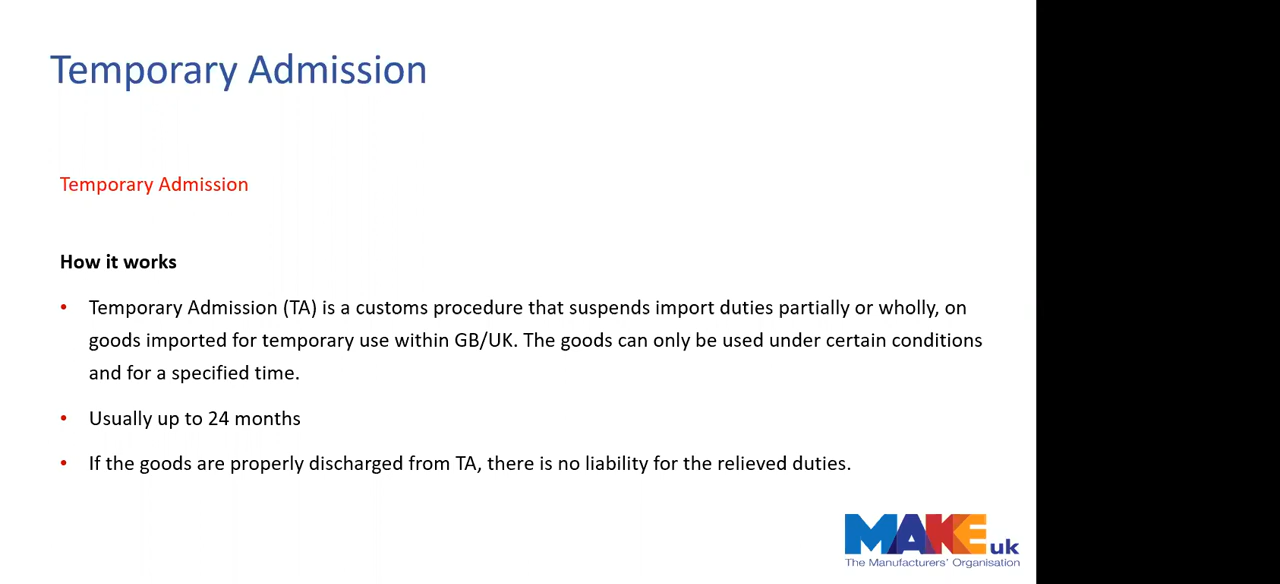 Temporary Admission
Temporary Admission
How it works
• Temporary Admission (TA) is a customs procedure that suspends import duties partially or wholly, on
goods imported for temporary use within GB/UK. The goods can only be used under certain conditions
and for a specified time.
• Usually up to 24 months
• If the goods are properly discharged from TA, there is no liability for the relieved duties.
MAKE uk
The Manufacturers' Organisation